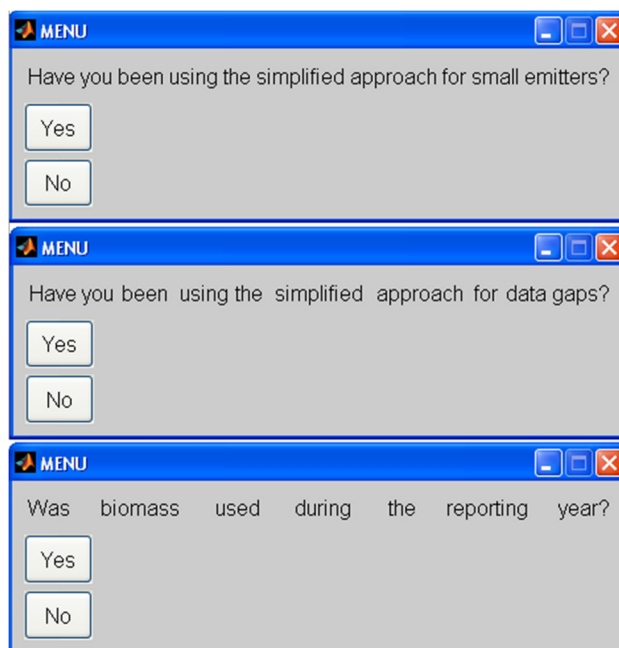 MENU
Have you been using the simplified approach for small emitters?
Yes
No
MENU
Have you been using the simplified approach for data gaps?
Yes
No
MENU
Was biomass used during the reporting year?
Yes
No